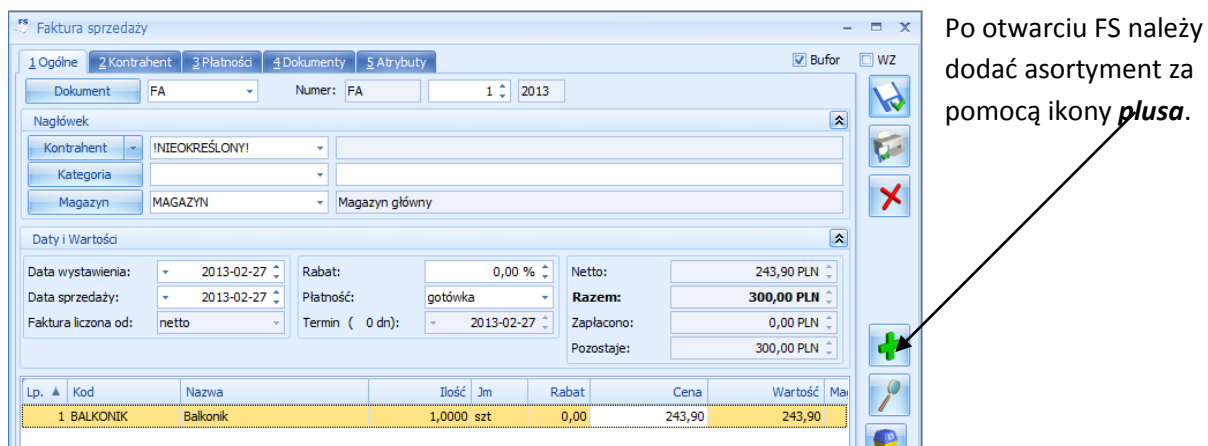 FS Faktura sprzedaży
1 Ogólne 2 Kontrahent 3 Płatności 4 Dokumenty 5 Atrybuty Bufor WZ
Dokument FA Numer: FA 1 2013
Nagłówek
Kontrahent !NIEOKREŚLONY!
Kategoria
Magazyn MAGAZYN Magazyn główny
Daty i Wartości
Data wystawienia: 2013-02-27 Rabat: 0,00 % Netto: 243,90 PLN
Data sprzedaży: 2013-02-27 Płatność: gotówka Razem: 300,00 PLN
Faktura liczona od: netto Termin ( 0 dn): 2013-02-27 Zapłacono: 0,00 PLN
Pozostaje: 300,00 PLN
Lp. Kod Nazwa Ilość Jm Rabat Cena Wartość Ma
1 BALKONIK Balkonik 1,0000 szt 0,00 243,90 243,90
Po otwarciu FS należy
dodać asortyment za
pomocą ikony plusa.